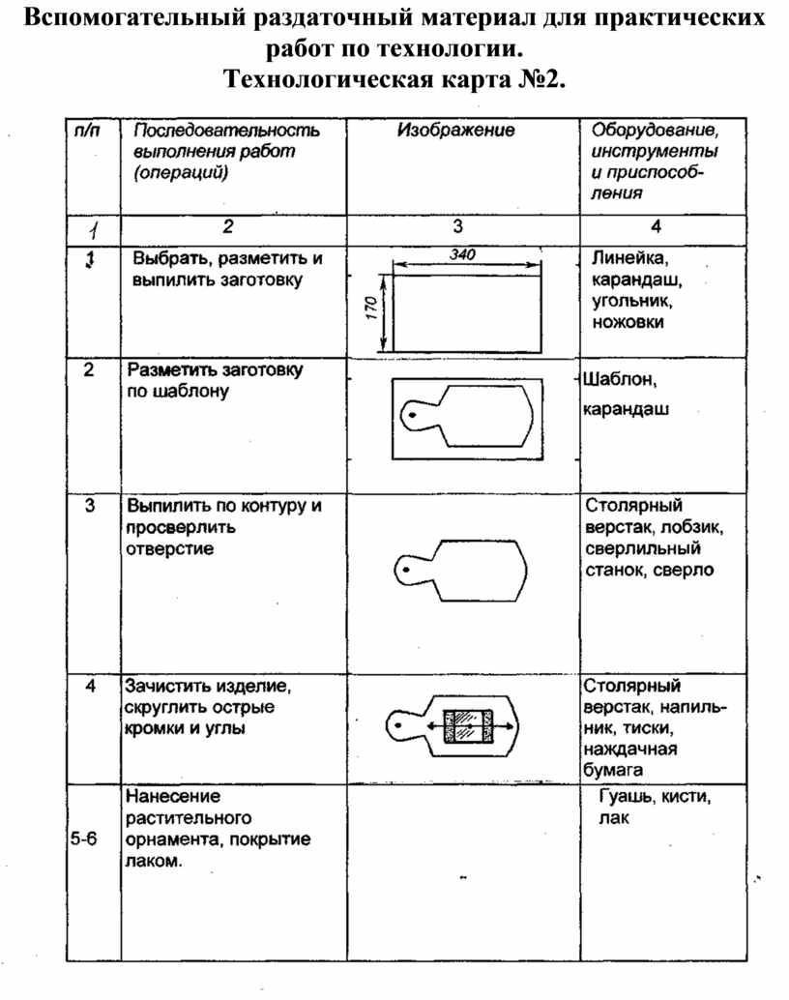 Вспомогательный раздаточный материал для практических
работ по технологии.
Технологическая карта №2.
п/п
Последовательность
выполнения работ
(операций)
Изображение
Оборудование,
инструменты
и приспособ-
ления
1
2
3
4
1
Выбрать, разметить и
выпилить заготовку
340
170
Линейка,
карандаш,
угольник,
ножовки
2
Разметить заготовку
по шаблону
Шаблон,
карандаш
3
Выпилить по контуру и
просверлить
отверстие
Столярный
верстак, лобзик,
сверлильный
станок, сверло
4
Зачистить изделие,
скруглить острые
кромки и углы
Столярный
верстак, напиль-
ник, тиски,
наждачная
бумага
5-6
Нанесение
растительного
орнамента, покрытие
лаком.
Гуашь, кисти,
лак